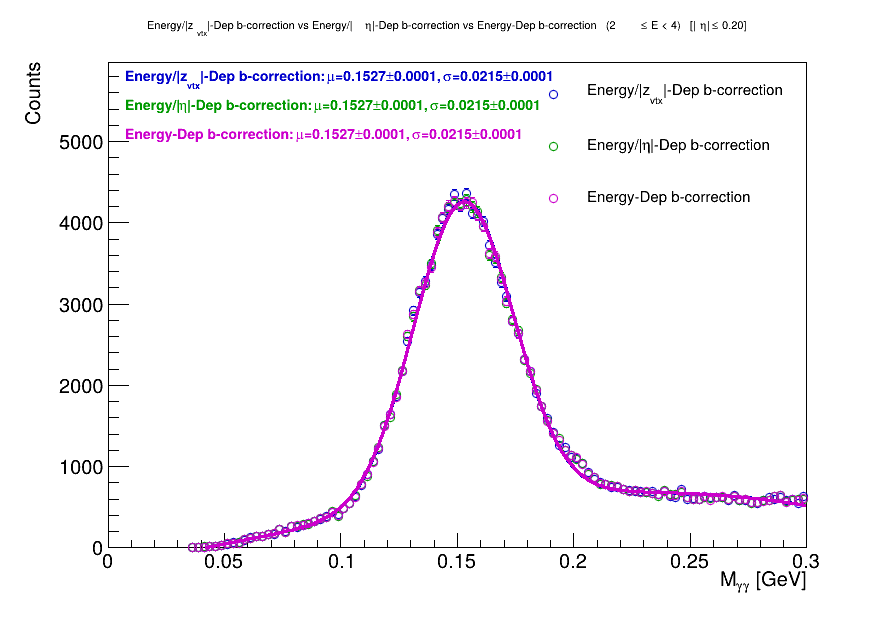 Energy/|z_vtx|-Dep b-correction vs Energy/| η|-Dep b-correction vs Energy-Dep b-correction (2 ≤ E < 4) [| η|≤ 0.20]
Energy/|z_vtx|-Dep b-correction: μ=0.1527±0.0001, σ=0.0215±0.0001
Energy/|η|-Dep b-correction: μ=0.1527±0.0001, σ=0.0215±0.0001
Energy-Dep b-correction: μ=0.1527±0.0001, σ=0.0215±0.0001
Energy/|z_vtx|-Dep b-correction
Energy/|η|-Dep b-correction
Energy-Dep b-correction
Counts
5000
4000
3000
2000
1000
0
0 0.05 0.1 0.15 0.2 0.25 0.3
M_γγ [GeV]